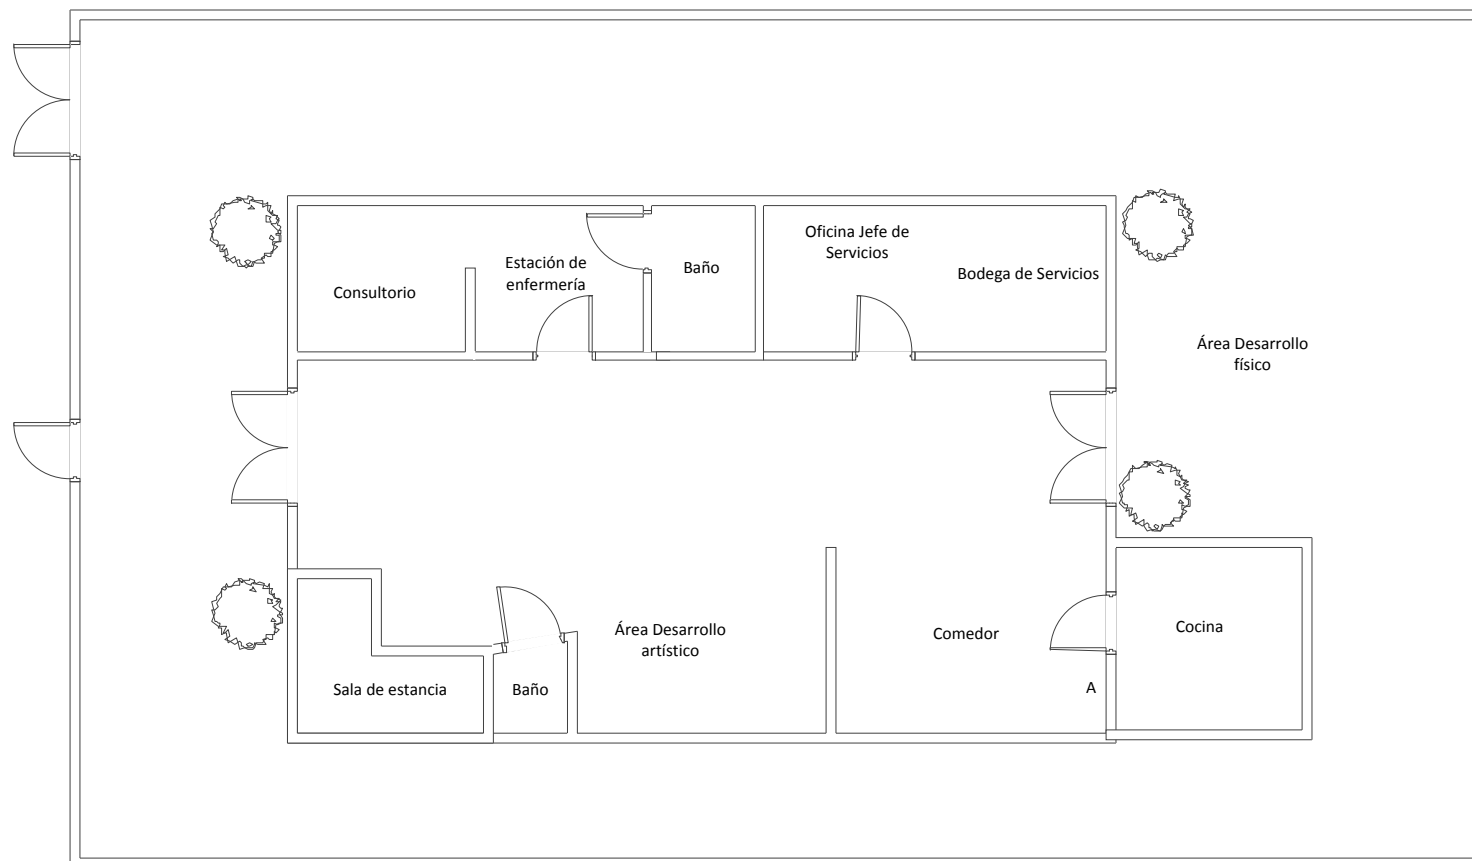 Oficina Jefe de
Servicios
Estación de
enfermería
Baño
Bodega de Servicios
Consultorio
Área Desarrollo
físico
Área Desarrollo
artístico
Comedor
Cocina
Sala de estancia
Baño
A